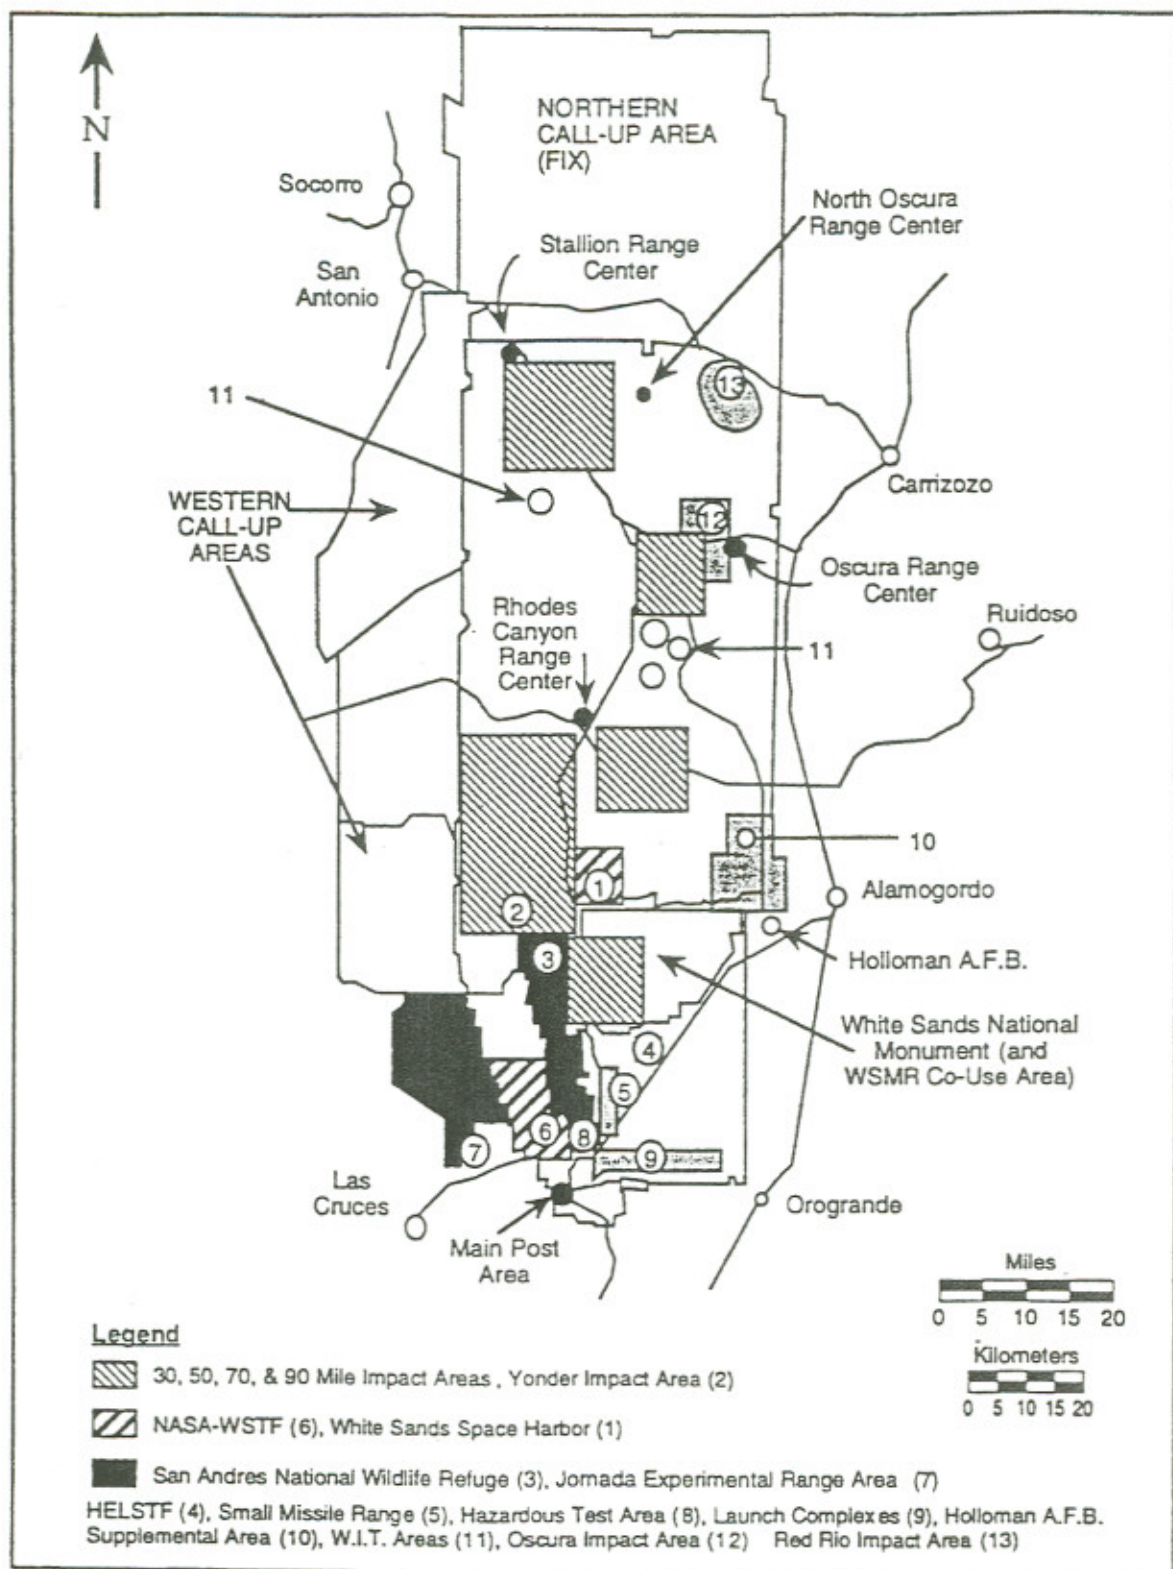 N
NORTHERN
CALL-UP AREA
(FIX)
Socorro
North Oscura
Range Center
Stallion Range
Center
San
Antonio
13
11
Carrizozo
WESTERN
CALL-UP
AREAS
12
Oscura Range
Center
Rhodes
Canyon
Range
Center
Ruidoso
11
10
1
Alamogordo
2
3
Holloman A.F.B.
White Sands National
Monument (and
WSMR Co-Use Area)
4
5
6
8
7
9
Las
Cruces
Orogrande
Main Post
Area
Miles
0 5 10 15 20
Kilometers
0 5 10 15 20
Legend
30, 50, 70, & 90 Mile Impact Areas , Yonder Impact Area (2)
NASA-WSTF (6), White Sands Space Harbor (1)
San Andres National Wildlife Refuge (3), Jornada Experimental Range Area (7)
HELSTF (4), Small Missile Range (5), Hazardous Test Area (8), Launch Complexes (9), Holloman A.F.B.
Supplemental Area (10), W.I.T. Areas (11), Oscura Impact Area (12) Red Rio Impact Area (13)